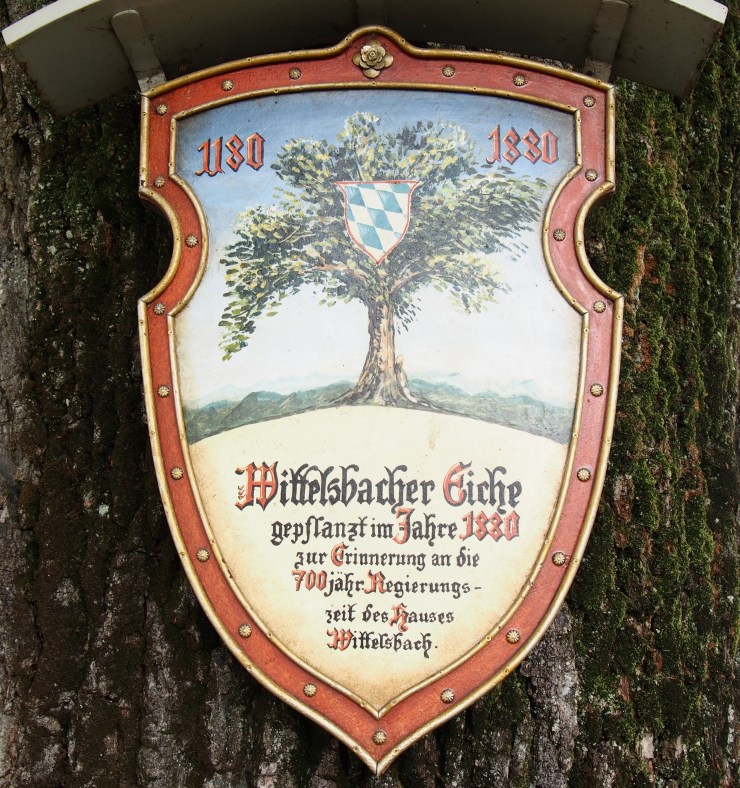 1180 1880
Wittelsbacher Eiche
gepflanzt im Jahre 1880
zur Erinnerung an die
700jähr. Regierungs-
zeit des Hauses
Wittelsbach.